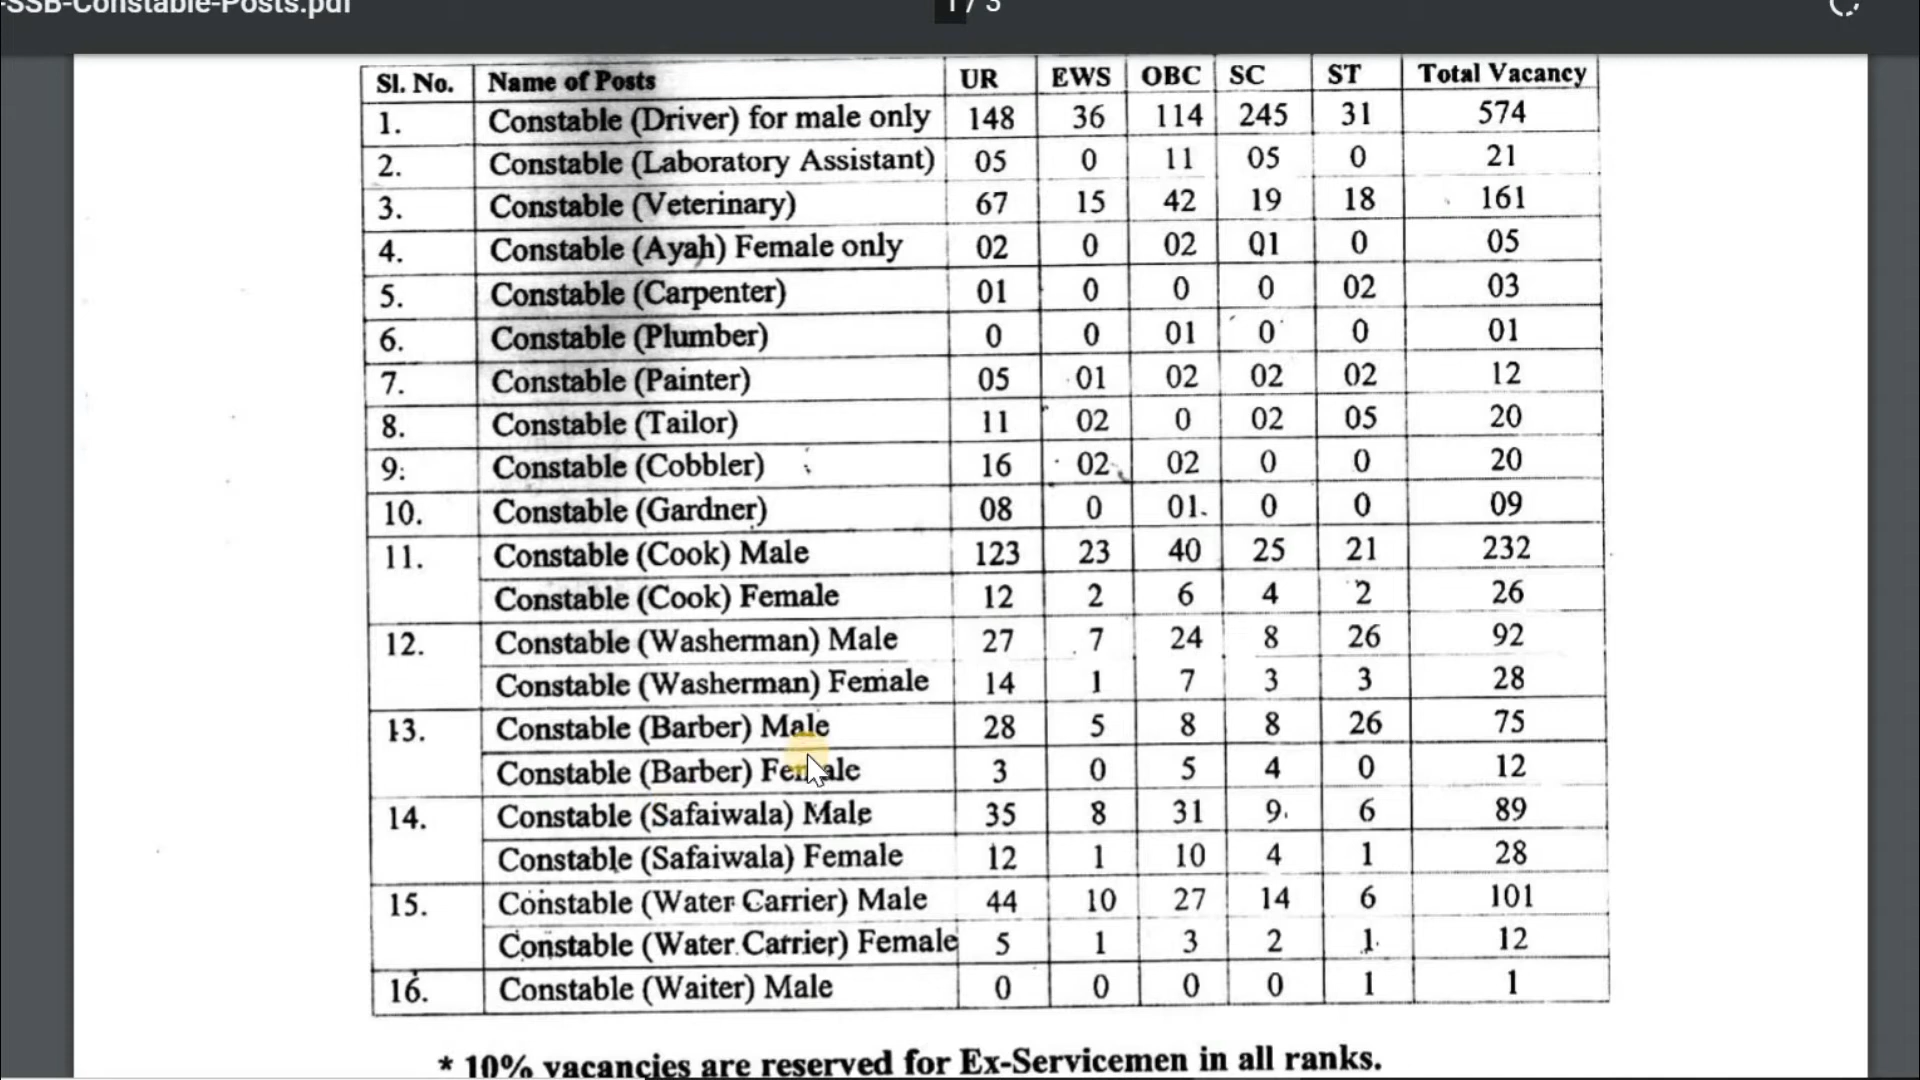 -SSB-Constable-Posts.pdf 1 / 3
Sl. No. Name of Posts UR EWS OBC SC ST Total Vacancy
1. Constable (Driver) for male only 148 36 114 245 31 574
2. Constable (Laboratory Assistant) 05 0 11 05 0 21
3. Constable (Veterinary) 67 15 42 19 18 161
4. Constable (Ayah) Female only 02 0 02 01 0 05
5. Constable (Carpenter) 01 0 0 0 02 03
6. Constable (Plumber) 0 0 01 0 0 01
7. Constable (Painter) 05 01 02 02 02 12
8. Constable (Tailor) 11 02 0 02 05 20
9. Constable (Cobbler) 16 02 02 0 0 20
10. Constable (Gardner) 08 0 01 0 0 09
11. Constable (Cook) Male 123 23 40 25 21 232
Constable (Cook) Female 12 2 6 4 2 26
12. Constable (Washerman) Male 27 7 24 8 26 92
Constable (Washerman) Female 14 1 7 3 3 28
13. Constable (Barber) Male 28 5 8 8 26 75
Constable (Barber) Female 3 0 5 4 0 12
14. Constable (Safaiwala) Male 35 8 31 9 6 89
Constable (Safaiwala) Female 12 1 10 4 1 28
15. Constable (Water Carrier) Male 44 10 27 14 6 101
Constable (Water Carrier) Female 5 1 3 2 1 12
16. Constable (Waiter) Male 0 0 0 0 1 1
* 10% vacancies are reserved for Ex-Servicemen in all ranks.